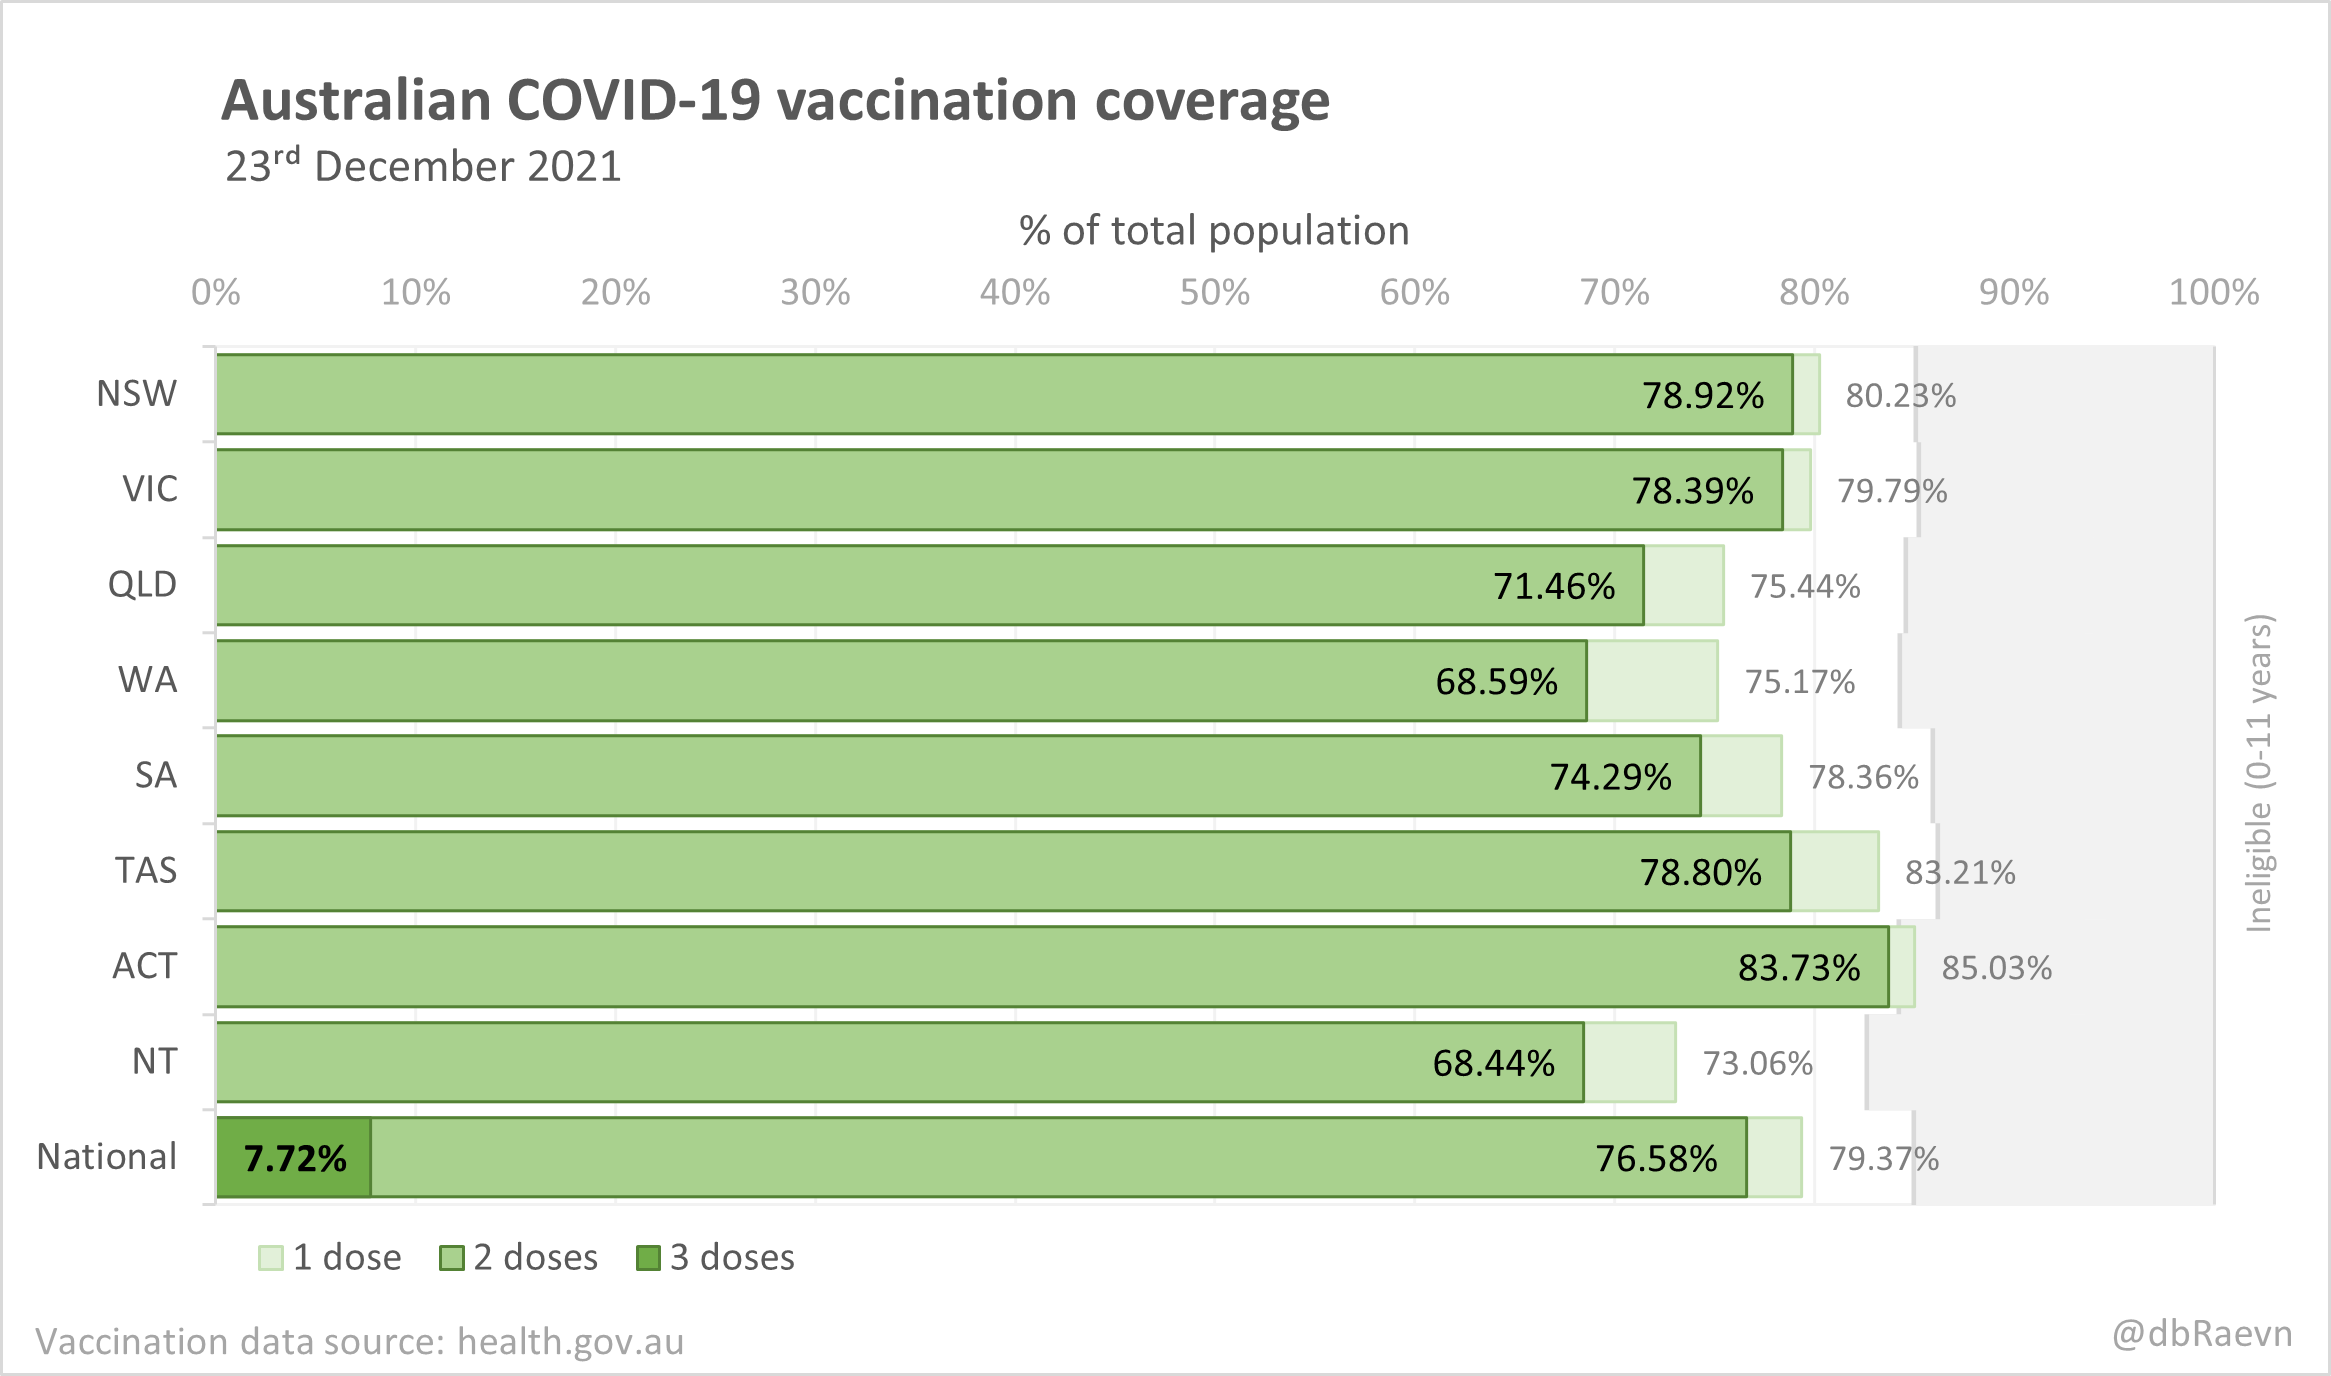 Australian COVID-19 vaccination coverage
23rd December 2021
% of total population
0% 10% 20% 30% 40% 50% 60% 70% 80% 90% 100%
NSW 78.92% 80.23%
VIC 78.39% 79.79%
QLD 71.46% 75.44%
WA 68.59% 75.17%
SA 74.29% 78.36%
TAS 78.80% 83.21%
ACT 83.73% 85.03%
NT 68.44% 73.06%
National 7.72% 76.58% 79.37%
Ineligible (0-11 years)
1 dose 2 doses 3 doses
Vaccination data source: health.gov.au
@dbRaevn